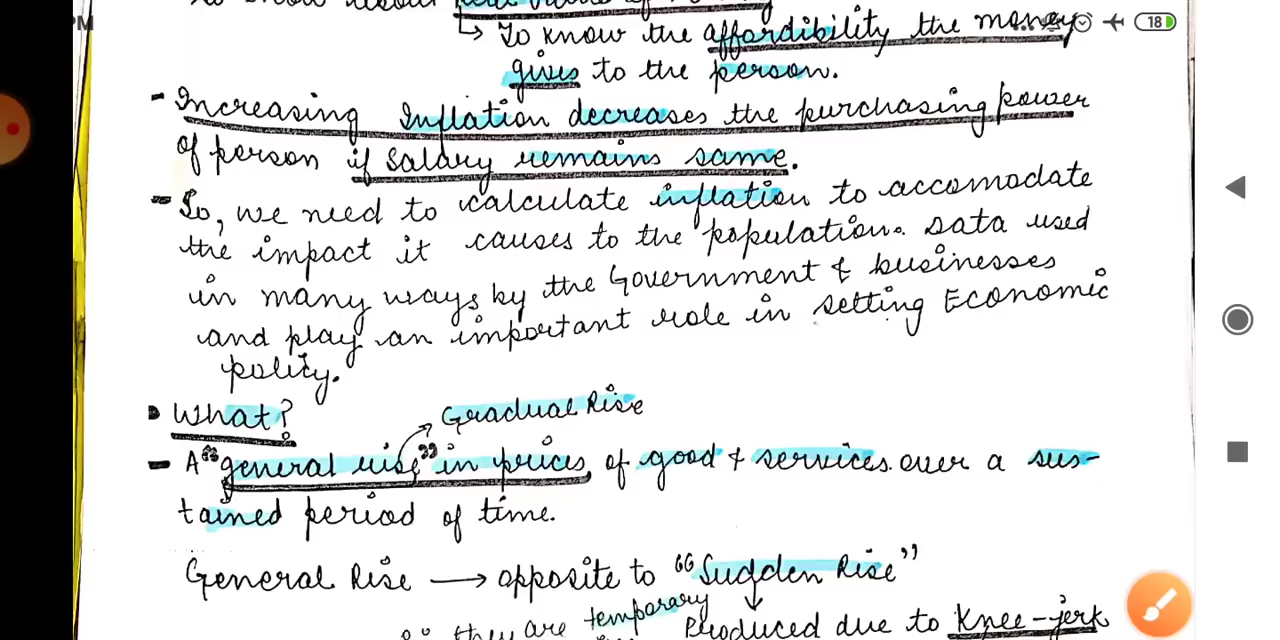 PM
18
↳ To know the affordibility the money
gives to the person.
- Increasing Inflation decreases the purchasing power
of person if salary remains same.
- So, we need to calculate inflation to accomodate
the impact it causes to the population. Data used
in many ways by the Government & businesses
and play an important role in setting Economic
policy.
What?
Gradual Rise
- A "general rise" in prices of good + services over a sus-
tained period of time.
General Rise → opposite to "Sudden Rise"
they are temporary
Produced due to Knee-jerk